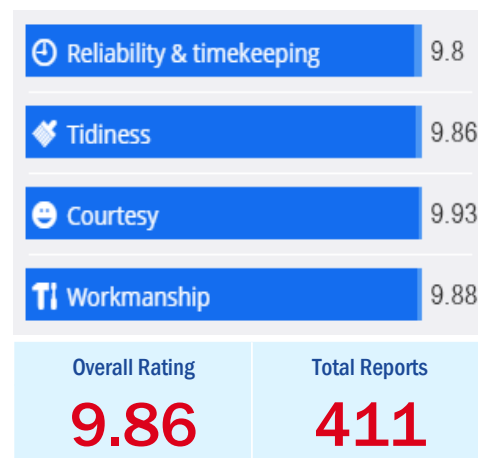 Reliability & timekeeping 9.8
Tidiness 9.86
Courtesy 9.93
Workmanship 9.88
Overall Rating Total Reports
9.86 411